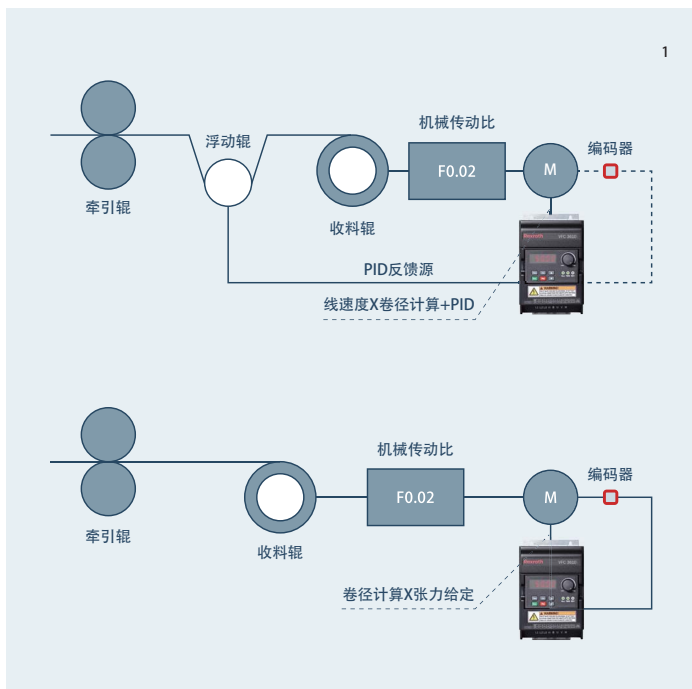 1
机械传动比
浮动辊
编码器
F0.02
M
牵引辊
收料辊
Rexroth
PID反馈源
线速度X卷径计算+PID
机械传动比
编码器
F0.02
M
牵引辊
收料辊
Rexroth
卷径计算X张力给定